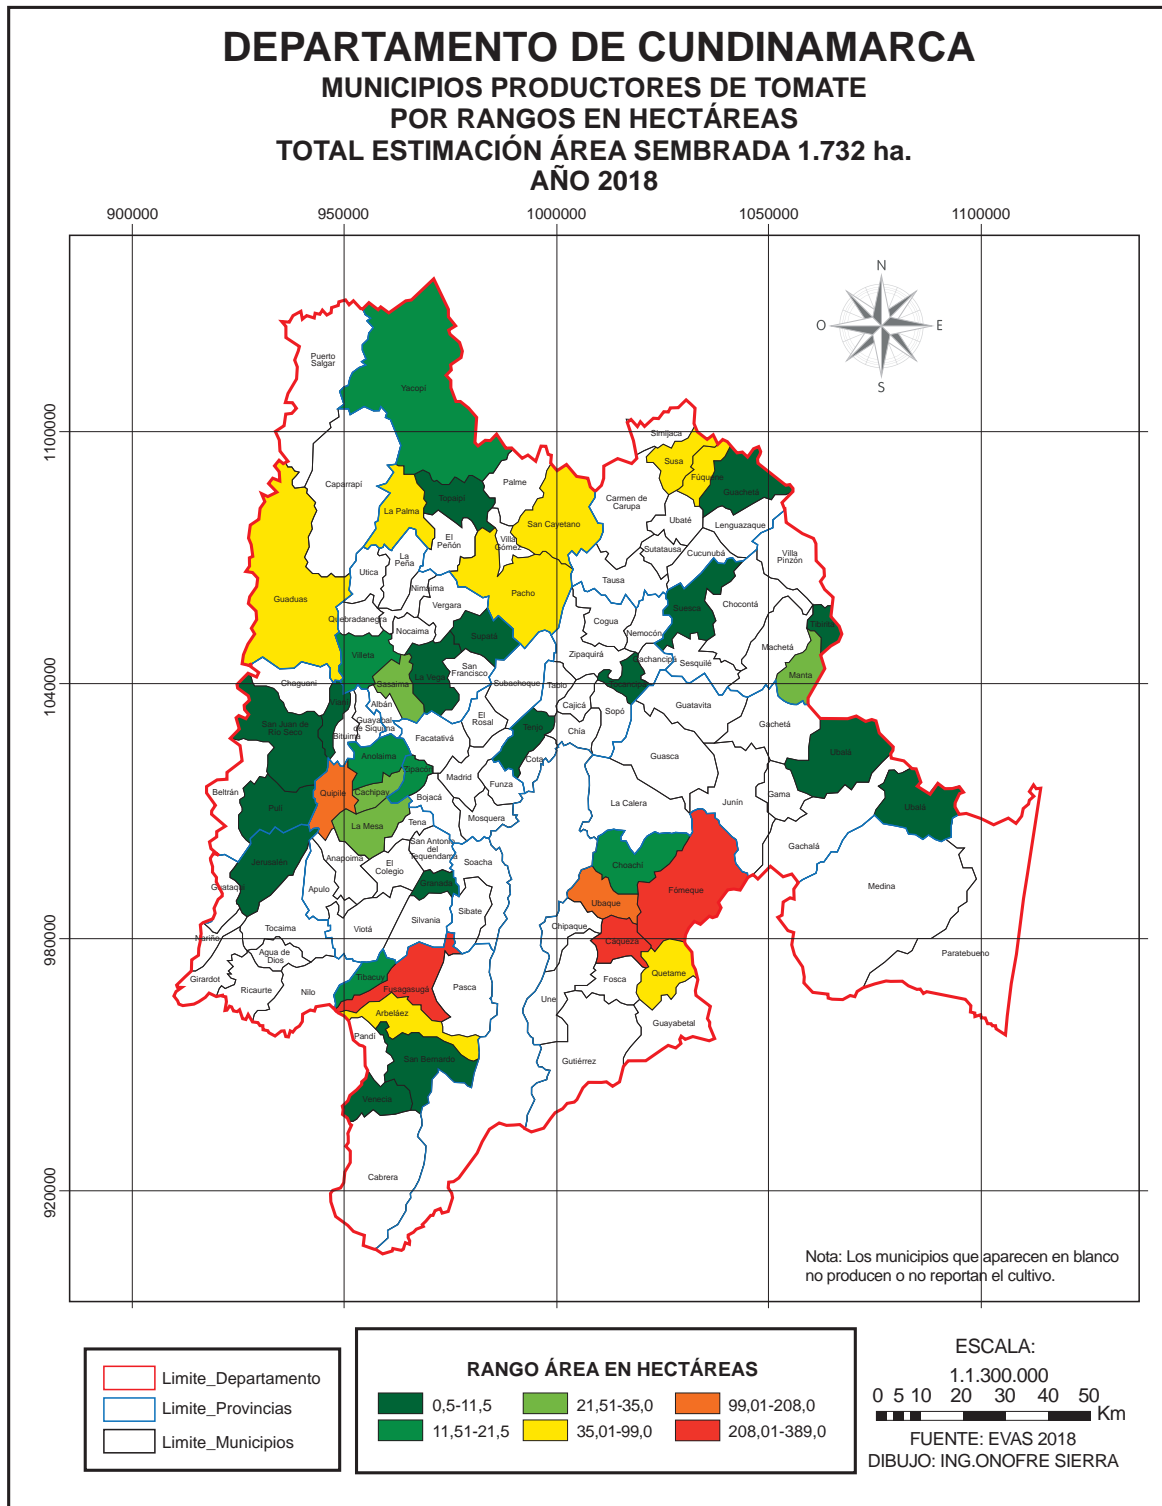 DEPARTAMENTO DE CUNDINAMARCA
MUNICIPIOS PRODUCTORES DE TOMATE
POR RANGOS EN HECTÁREAS
TOTAL ESTIMACIÓN ÁREA SEMBRADA 1.732 ha.
AÑO 2018
900000
950000
1000000
1050000
1100000
N
O
E
S
1100000
1040000
980000
920000
Puerto
Salgar
Yacopí
Caparrapí
La Palma
Topaipí
Palme
San Cayetano
Simijaca
Susa
Fúquene
Guachetá
Carmen de
Carupa
Ubaté
Lenguazaque
Sutatausa
Cucunubá
Villa
Pinzón
El
Peñón
Villa
Gómez
La
Peña
Utica
Tausa
Guaduas
Nimaima
Vergara
Pacho
Quebradanegra
Nocaima
Supatá
Cogua
Nemocón
Suesca
Chocontá
Tibirita
Machetá
Manta
Villeta
Sasaima
La Vega
San
Francisco
Subachoque
Zipaquirá
Gachancipa
Sesquilé
Tocancipá
Chaguaní
Vianí
Albán
Guayabal
de Siquima
Bituima
El
Rosal
Tabio
Cajicá
Chía
Sopó
Guatavita
Gachetá
San Juan de
Río Seco
Facatativá
Tenjo
Cota
Guasca
Ubalá
Anolaima
Zipacón
Madrid
Funza
Beltrán
Quipile
Cachipay
Bojacá
Mosquera
La Calera
Junín
Gama
Ubalá
Pulí
La Mesa
Tena
Gachalá
San Antonio
del
Tequendama
Anapoima
El
Colegio
Soacha
Choachí
Jerusalén
Guataquí
Apulo
Granada
Fómeque
Medina
Ubaque
Sibate
Silvania
Viotá
Tocaima
Chipaque
Nariño
Caqueza
Paratebueno
Agua de
Dios
Girardot
Ricaurte
Nilo
Tibacuy
Fusagasugá
Pasca
Une
Fosca
Quetame
Arbeláez
Guayabetal
Pandi
San Bernardo
Gutiérrez
Venecia
Cabrera
Nota: Los municipios que aparecen en blanco
no producen o no reportan el cultivo.
Limite_Departamento
Limite_Provincias
Limite_Municipios
RANGO ÁREA EN HECTÁREAS
0,5-11,5
21,51-35,0
99,01-208,0
11,51-21,5
35,01-99,0
208,01-389,0
ESCALA:
1.1.300.000
0 5 10 20 30 40 50
Km
FUENTE: EVAS 2018
DIBUJO: ING.ONOFRE SIERRA